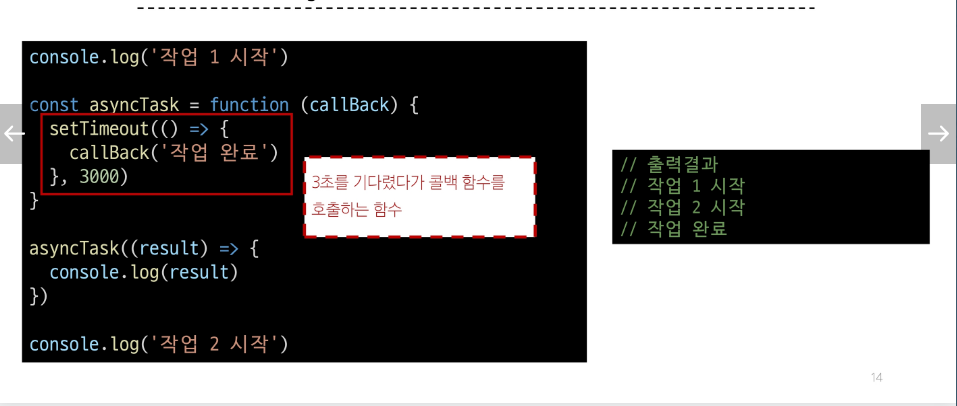 console.log('작업 1 시작')
const asyncTask = function (callBack) {
setTimeout(() => {
callBack('작업 완료')
}, 3000)
}
asyncTask((result) => {
console.log(result)
})
console.log('작업 2 시작')
3초를 기다렸다가 콜백 함수를
호출하는 함수
// 출력결과
// 작업 1 시작
// 작업 2 시작
// 작업 완료
14